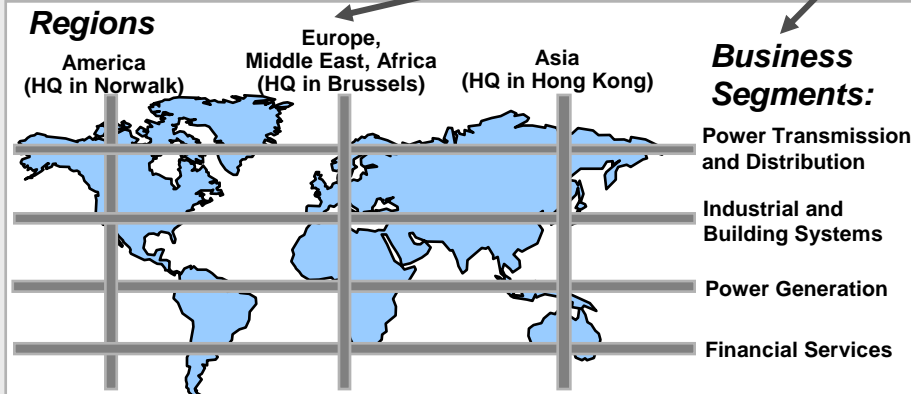 Regions
America
(HQ in Norwalk)
Europe,
Middle East, Africa
(HQ in Brussels)
Asia
(HQ in Hong Kong)
Business
Segments:
Power Transmission
and Distribution
Industrial and
Building Systems
Power Generation
Financial Services